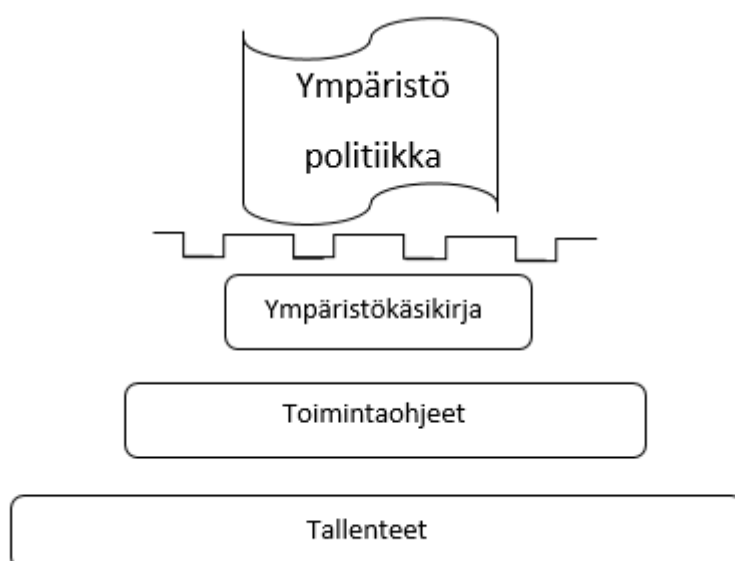 Ympäristö
politiikka
Ympäristökäsikirja
Toimintaohjeet
Tallenteet